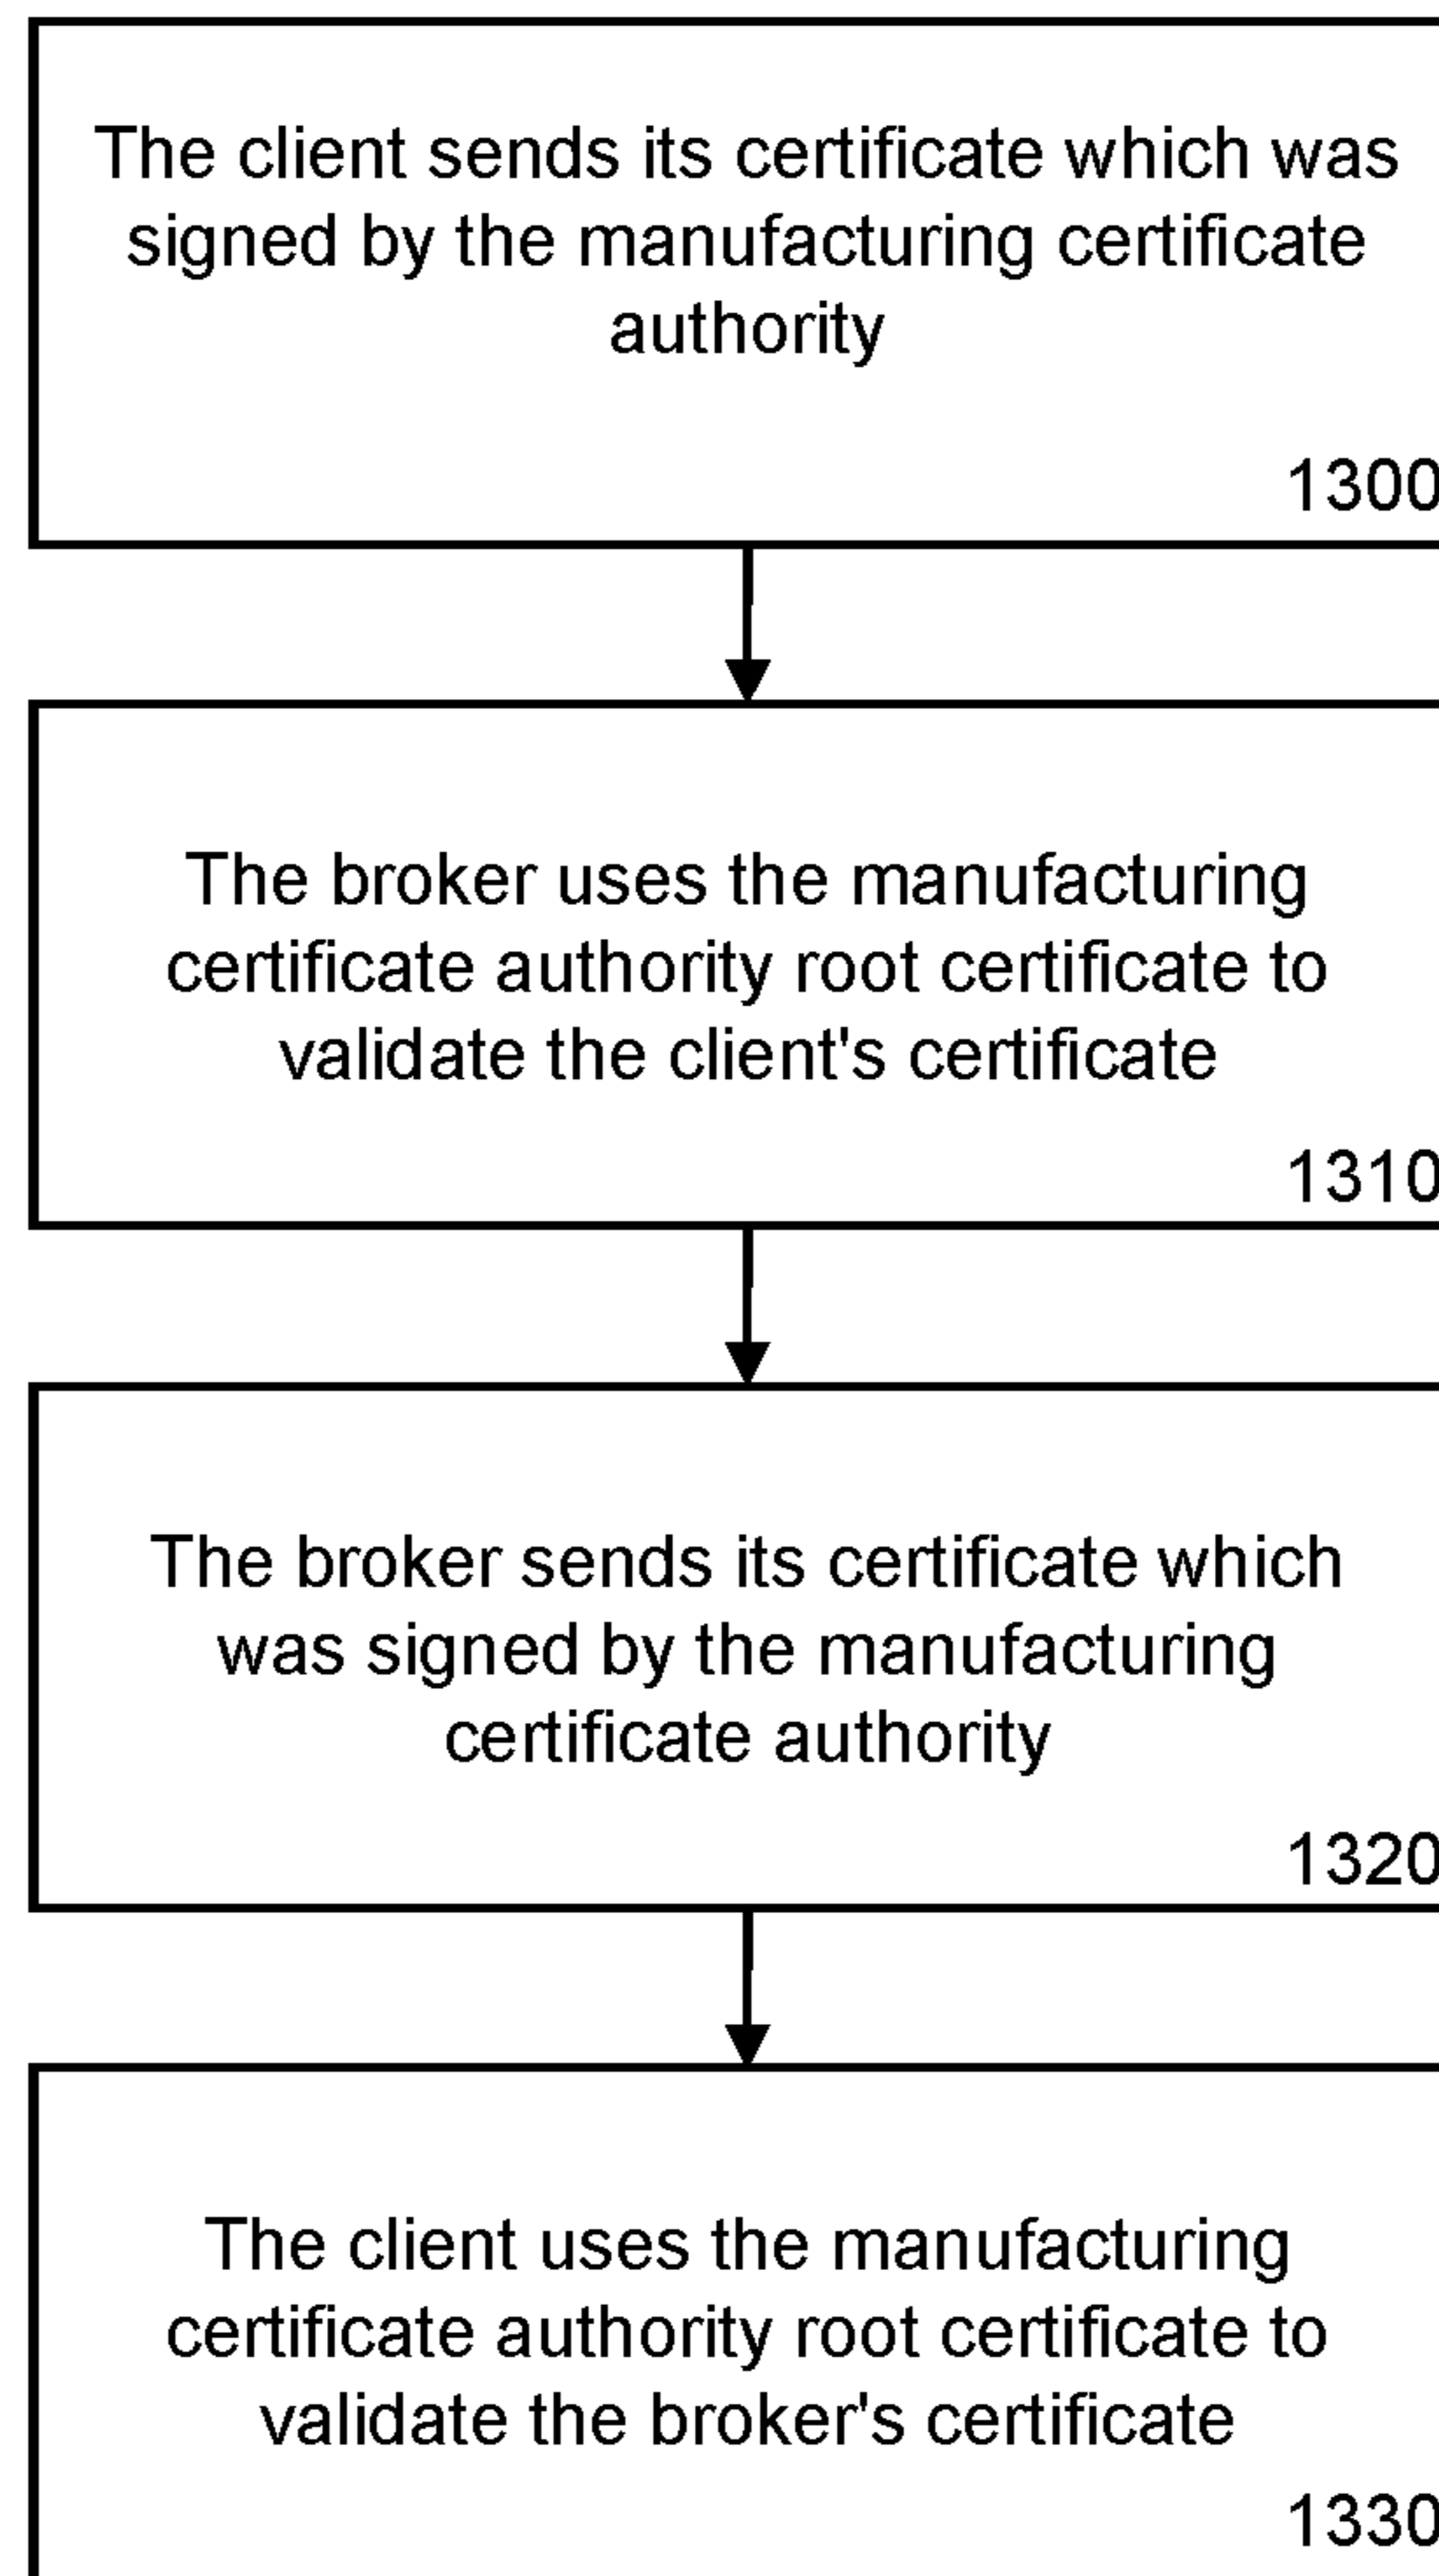 The client sends its certificate which was
signed by the manufacturing certificate
authority
1300
The broker uses the manufacturing
certificate authority root certificate to
validate the client's certificate
1310
The broker sends its certificate which
was signed by the manufacturing
certificate authority
1320
The client uses the manufacturing
certificate authority root certificate to
validate the broker's certificate
1330